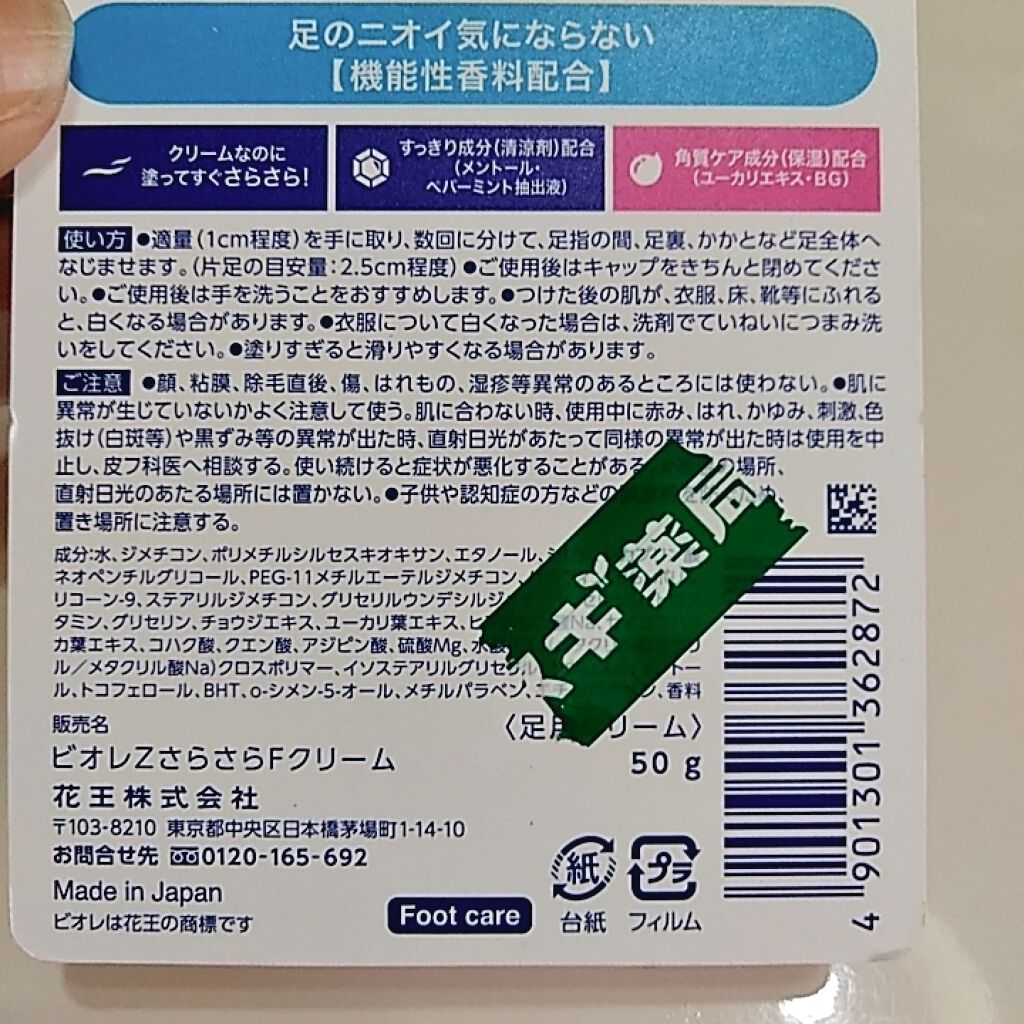 足のニオイ気にならない
【機能性香料配合】
クリームなのに
塗ってすぐさらさら!
すっきり成分(清涼剤)配合
(メントール・
ペパーミント抽出液)
角質ケア成分(保湿)配合
(ユーカリエキス・BG)
使い方 ●適量(1cm程度)を手に取り、数回に分けて、足指の間、足裏、かかとなど足全体へ
なじませます。(片足の目安量:2.5cm程度)●ご使用後はキャップをきちんと閉めてくださ
い。●ご使用後は手を洗うことをおすすめします。●つけた後の肌が、衣服、床、靴等にふれる
と、白くなる場合があります。●衣服について白くなった場合は、洗剤でていねいにつまみ洗
いをしてください。●塗りすぎると滑りやすくなる場合があります。
ご注意 ●顔、粘膜、除毛直後、傷、はれもの、湿疹等異常のあるところには使わない。●肌に
異常が生じていないかよく注意して使う。肌に合わない時、使用中に赤み、はれ、かゆみ、刺激、色
抜け(白斑等)や黒ずみ等の異常が出た時、直射日光があたって同様の異常が出た時は使用を中
止し、皮フ科医へ相談する。使い続けると症状が悪化することがある の場所、
直射日光のあたる場所には置かない。●子供や認知症の方などの
置き場所に注意する。
成分:水、ジメチコン、ポリメチルシルセスキオキサン、エタノール、
ネオペンチルグリコール、PEG-11メチルエーテルジメチコン、
リコーン-9、ステアリルジメチコン、グリセリルウンデシルジ
タミン、グリセリン、チョウジエキス、ユーカリ葉エキス、
カ葉エキス、コハク酸、クエン酸、アジピン酸、硫酸Mg、
ル/メタクリル酸Na)クロスポリマー、イソステアリルグリセリル
ル、トコフェロール、BHT、o-シメン-5-オール、メチルパラベン、 香料
スギ薬局
販売名
〈足用クリーム〉
ビオレZさらさらFクリーム
50 g
花王株式会社
〒103-8210 東京都中央区日本橋茅場町1-14-10
お問合せ先 0120-165-692
Made in Japan
ビオレは花王の商標です
Foot care
紙
台紙
プラ
フィルム
4 901301 362872